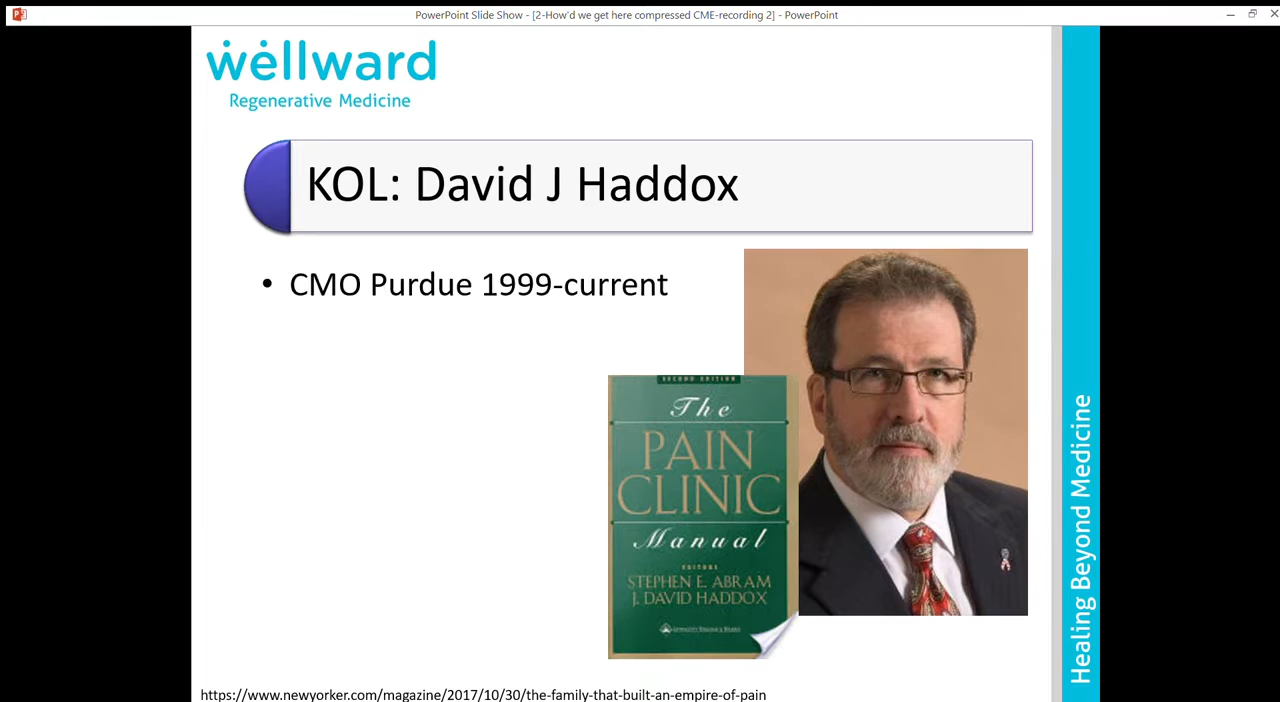 PowerPoint Slide Show - [2-How'd we get here compressed CME-recording 2] - PowerPoint
wellward
Regenerative Medicine
KOL: David J Haddox
• CMO Purdue 1999-current
SECOND EDITION
The
PAIN
CLINIC
Manual
EDITORS
STEPHEN E. ABRAM
J. DAVID HADDOX
Healing Beyond Medicine
https://www.newyorker.com/magazine/2017/10/30/the-family-that-built-an-empire-of-pain